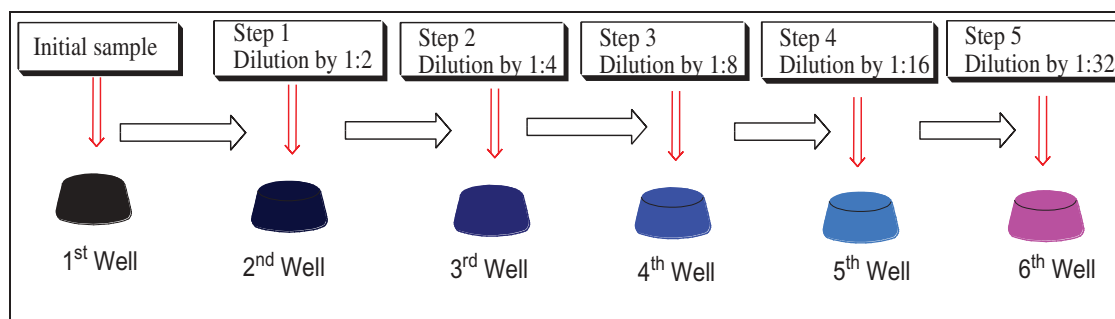 Initial sample
Step 1
Dilution by 1:2
Step 2
Dilution by 1:4
Step 3
Dilution by 1:8
Step 4
Dilution by 1:16
Step 5
Dilution by 1:32
1st Well
2nd Well
3rd Well
4th Well
5th Well
6th Well